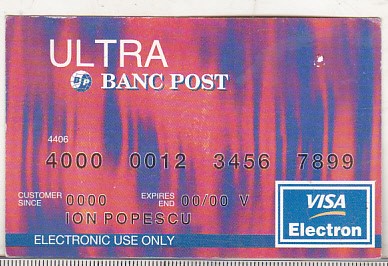 ULTRA
BP BANC POST
4406
4000 0012 3456 7899
CUSTOMER SINCE 0000 EXPIRES END 00/00 V
ION POPESCU
ELECTRONIC USE ONLY
VISA
Electron